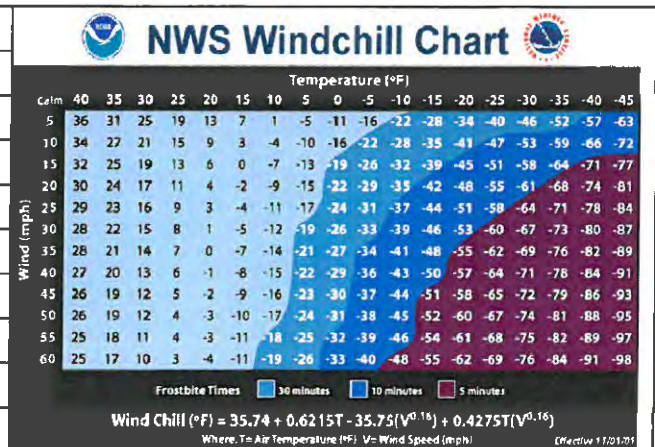 NWS Windchill Chart
Temperature (°F)
Calm 40 35 30 25 20 15 10 5 0 -5 -10 -15 -20 -25 -30 -35 -40 -45
5 36 31 25 19 13 7 1 -5 -11 -16 -22 -28 -34 -40 -46 -52 -57 -63
10 34 27 21 15 9 3 -4 -10 -16 -22 -28 -35 -41 -47 -53 -59 -66 -72
15 32 25 19 13 6 0 -7 -13 -19 -26 -32 -39 -45 -51 -58 -64 -71 -77
20 30 24 17 11 4 -2 -9 -15 -22 -29 -35 -42 -48 -55 -61 -68 -74 -81
25 29 23 16 9 3 -4 -11 -17 -24 -31 -37 -44 -51 -58 -64 -71 -78 -84
30 28 22 15 8 1 -5 -12 -19 -26 -33 -39 -46 -53 -60 -67 -73 -80 -87
35 28 21 14 7 0 -7 -14 -21 -27 -34 -41 -48 -55 -62 -69 -76 -82 -89
40 27 20 13 6 -1 -8 -15 -22 -29 -36 -43 -50 -57 -64 -71 -78 -84 -91
45 26 19 12 5 -2 -9 -16 -23 -30 -37 -44 -51 -58 -65 -72 -79 -86 -93
50 26 19 12 4 -3 -10 -17 -24 -31 -38 -45 -52 -60 -67 -74 -81 -88 -95
55 25 18 11 4 -3 -11 -18 -25 -32 -39 -46 -54 -61 -68 -75 -82 -89 -97
60 25 17 10 3 -4 -11 -19 -26 -33 -40 -48 -55 -62 -69 -76 -84 -91 -98
Wind (mph)
Frostbite Times 30 minutes 10 minutes 5 minutes
Wind Chill (°F) = 35.74 + 0.6215T - 35.75(V^0.16) + 0.4275T(V^0.16)
Where, T= Air Temperature (°F) V= Wind Speed (mph) Effective 11/01/01